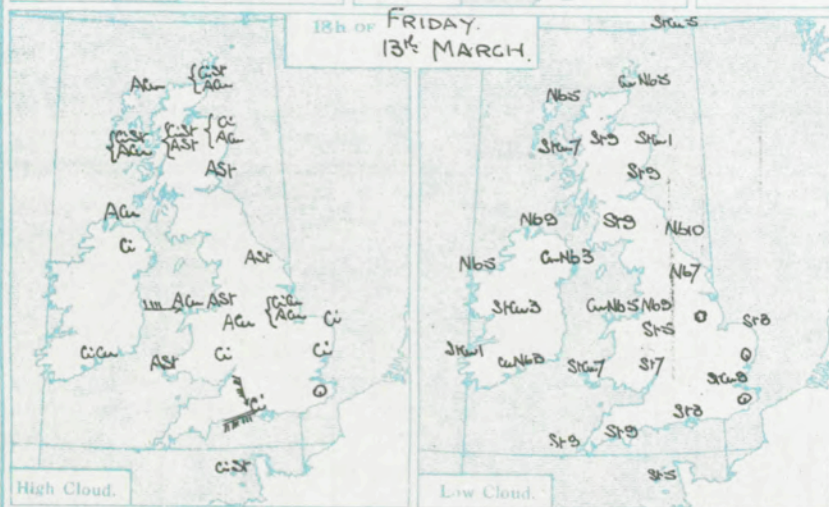 18h OF FRIDAY.
13th MARCH.
ACu
{CiSt
ACu
{CiSt
ACu
{CiSt
ASt
{Ci
ACu
ASt
ACu
Ci
ASt
ACu ASt
ACu
{CiCu
ACu
Ci
CiCu
ASt
Ci
Ci
Ci
CiSt
High Cloud.
StCu5
CuNb5
Nb5
St9
StCu1
StCu7
St9
Nb9
St9
Nb10
Nb5
CuNb3
Nb7
StCu3
CuNb5
Nb9
St5
St8
StCu1
CuNb8
StCu7
St7
StCu8
St8
St9
St9
St5
Low Cloud.